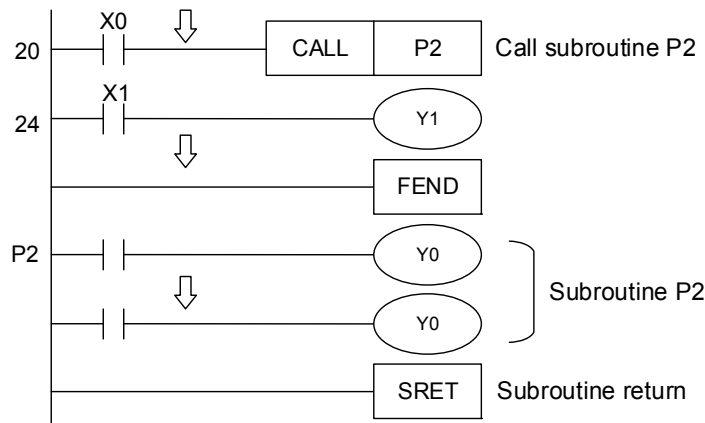 X0
20 CALL P2 Call subroutine P2
X1
24 Y1
FEND
P2 Y0
Subroutine P2
Y0
SRET Subroutine return